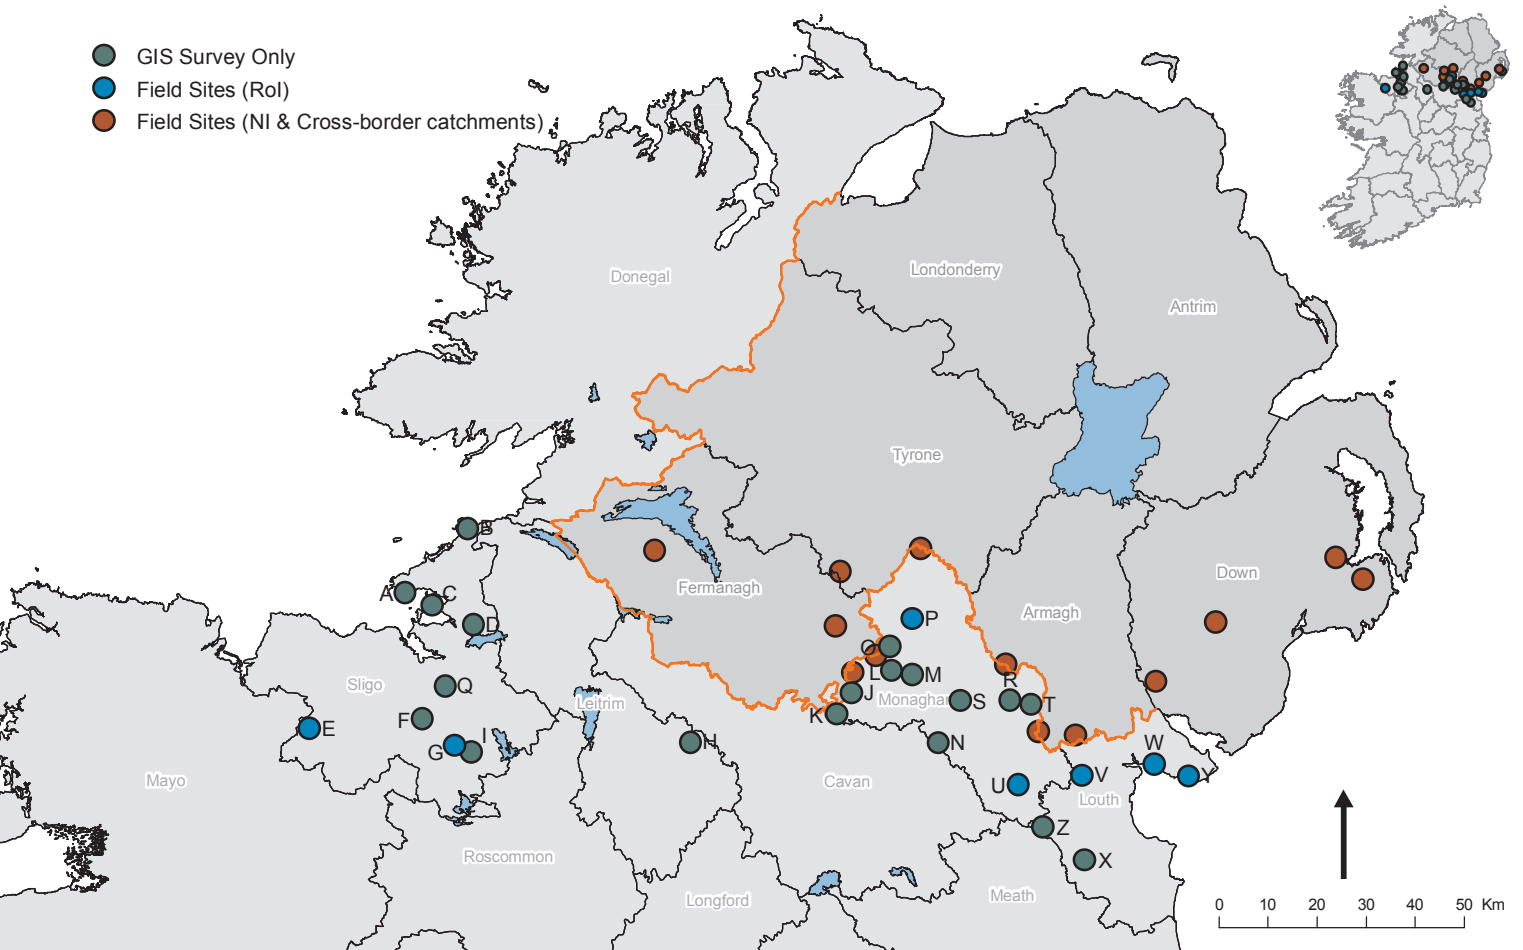 GIS Survey Only
Field Sites (RoI)
Field Sites (NI & Cross-border catchments)
Donegal
Londonderry
Antrim
Tyrone
B
Fermanagh
Down
A
C
Armagh
P
D
O
L
M
R
Sligo
Q
J
Monaghan
S
T
Leitrim
K
F
E
I
G
H
N
W
Mayo
Cavan
U
V
Y
Louth
Z
Roscommon
X
Longford
Meath
0 10 20 30 40 50 Km